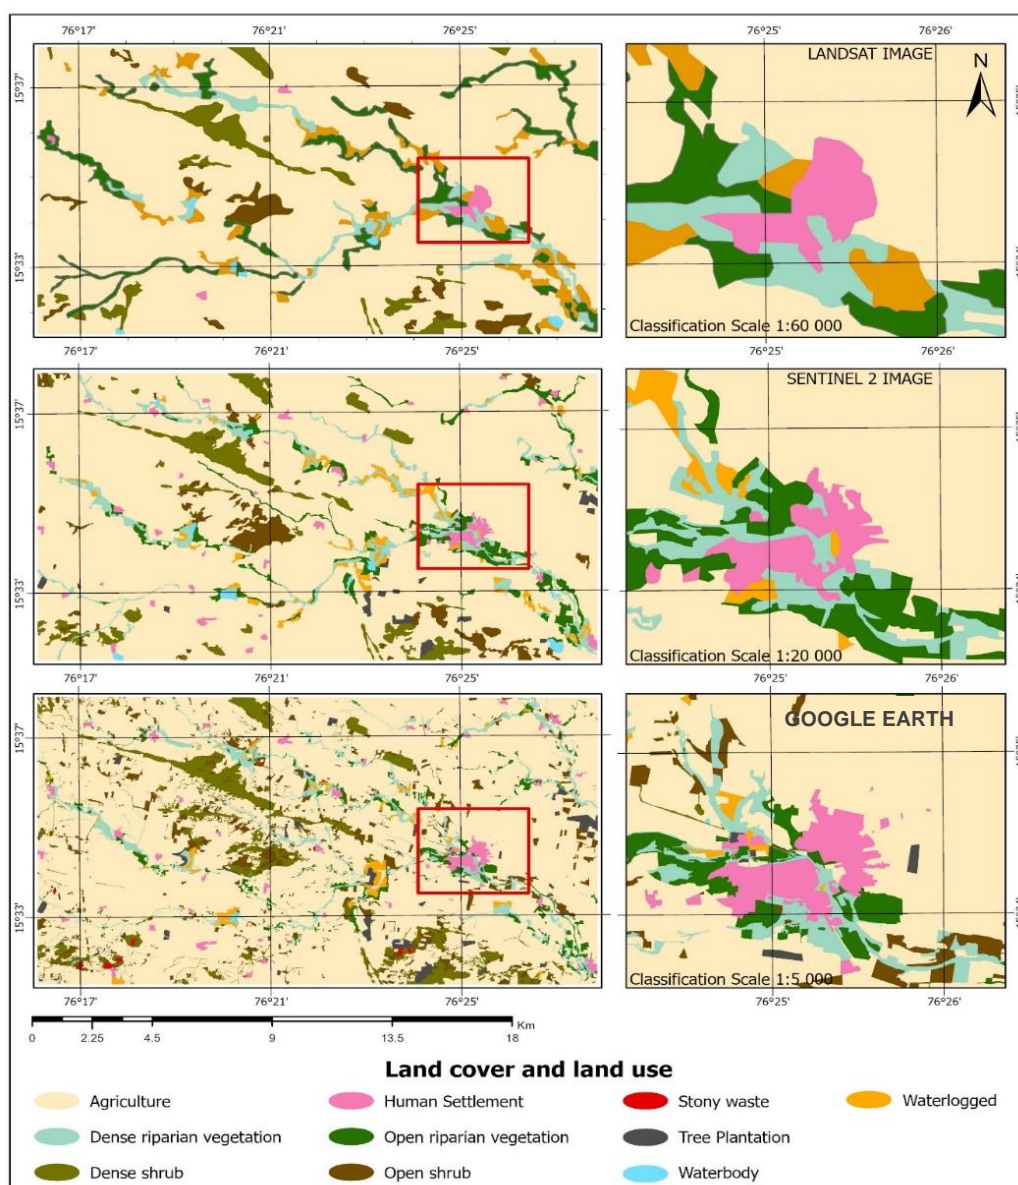 76°17' 76°21' 76°25' 76°25' 76°26'
LANDSAT IMAGE
N
15°37'
15°33'
Classification Scale 1:60 000
76°17' 76°21' 76°25' 76°25' 76°26'
SENTINEL 2 IMAGE
15°37'
15°33'
Classification Scale 1:20 000
76°17' 76°21' 76°25' 76°25' 76°26'
GOOGLE EARTH
15°37'
15°33'
Classification Scale 1:5 000
76°17' 76°21' 76°25' 76°25' 76°26'
Km
0 2.25 4.5 9 13.5 18
Land cover and land use
Agriculture Human Settlement Stony waste Waterlogged
Dense riparian vegetation Open riparian vegetation Tree Plantation
Dense shrub Open shrub Waterbody